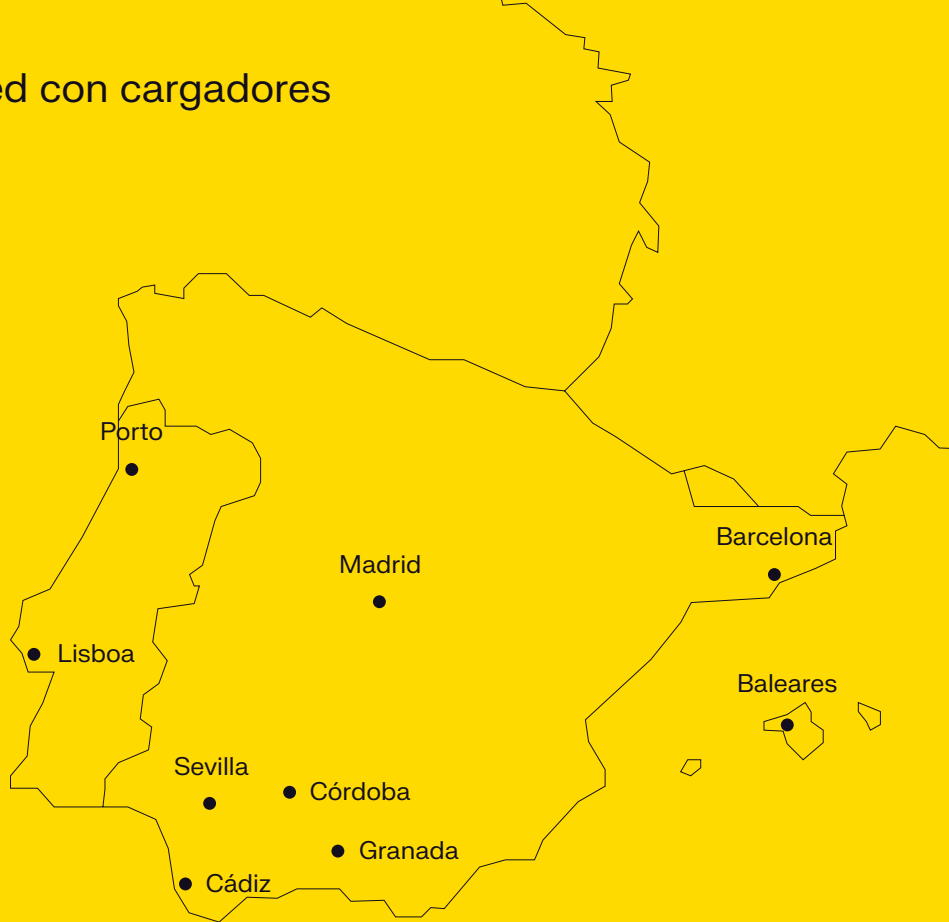 ed con cargadores
Porto
Barcelona
Madrid
Lisboa
Baleares
Sevilla
Córdoba
Granada
Cádiz